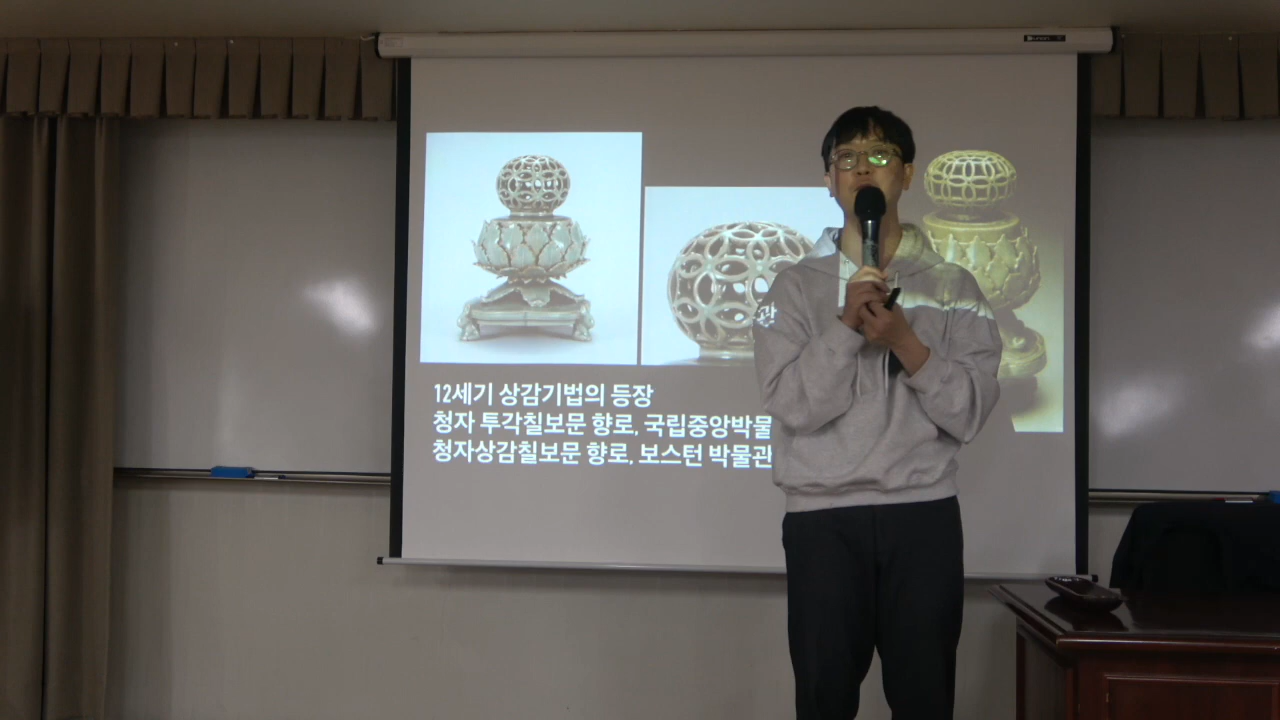 12세기 상감기법의 등장
청자 투각칠보문 향로, 국립중앙박물관
청자상감칠보문 향로, 보스턴 박물관